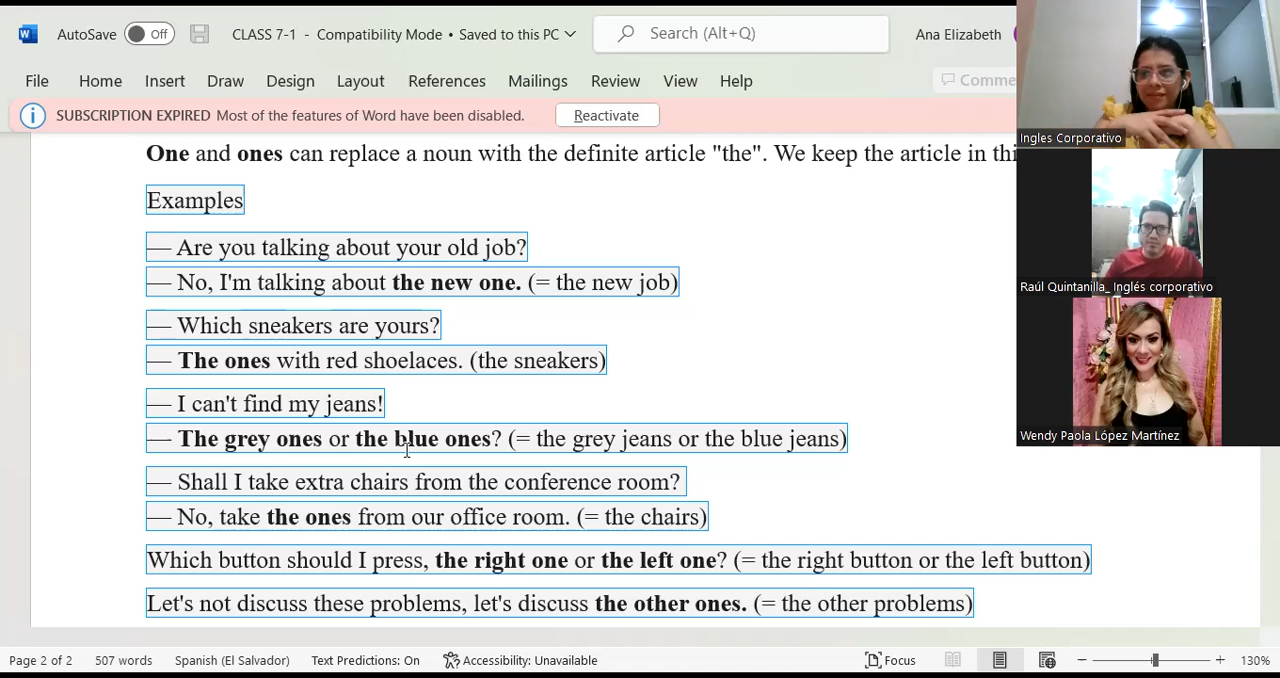 AutoSave Off CLASS 7-1 - Compatibility Mode • Saved to this PC Search (Alt+Q) Ana Elizabeth
File Home Insert Draw Design Layout References Mailings Review View Help Comme
SUBSCRIPTION EXPIRED Most of the features of Word have been disabled. Reactivate
One and ones can replace a noun with the definite article "the". We keep the article in thi
Examples
— Are you talking about your old job?
— No, I'm talking about the new one. (= the new job)
— Which sneakers are yours?
— The ones with red shoelaces. (the sneakers)
— I can't find my jeans!
— The grey ones or the blue ones? (= the grey jeans or the blue jeans)
— Shall I take extra chairs from the conference room?
— No, take the ones from our office room. (= the chairs)
Which button should I press, the right one or the left one? (= the right button or the left button)
Let's not discuss these problems, let's discuss the other ones. (= the other problems)
Page 2 of 2 507 words Spanish (El Salvador) Text Predictions: On Accessibility: Unavailable Focus 130%
Ingles Corporativo
Raúl Quintanilla_ Inglés corporativo
Wendy Paola López Martínez